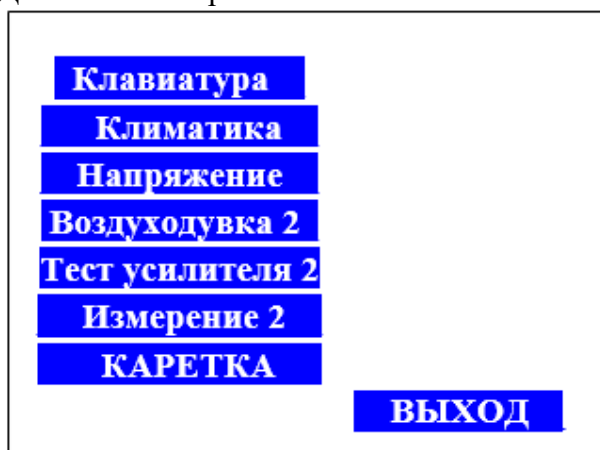 Клавиатура
Климатика
Напряжение
Воздуходувка 2
Тест усилителя 2
Измерение 2
КАРЕТКА
ВЫХОД